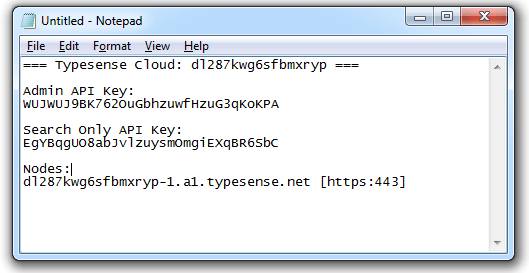 Untitled - Notepad
File Edit Format View Help
=== Typesense Cloud: dl287kwg6sfbmxryp ===
Admin API Key:
WUJWUJ9BK762OuGbhzuwfHzuG3qKoKPA
Search Only API Key:
EgYBqgUO8abJvlzuysmOmgiEXqBR6SbC
Nodes:
dl287kwg6sfbmxryp-1.a1.typesense.net [https:443]